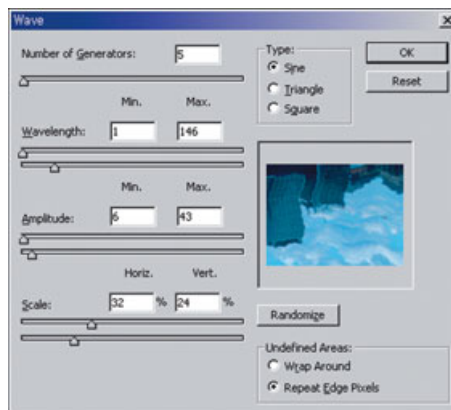 Wave
Number of Generators: 5
Min. Max.
Wavelength: 1 146
Min. Max.
Amplitude: 6 43
Horiz. Vert.
Scale: 32 % 24 %
Type:
Sine
Triangle
Square
OK
Reset
Randomize
Undefined Areas:
Wrap Around
Repeat Edge Pixels